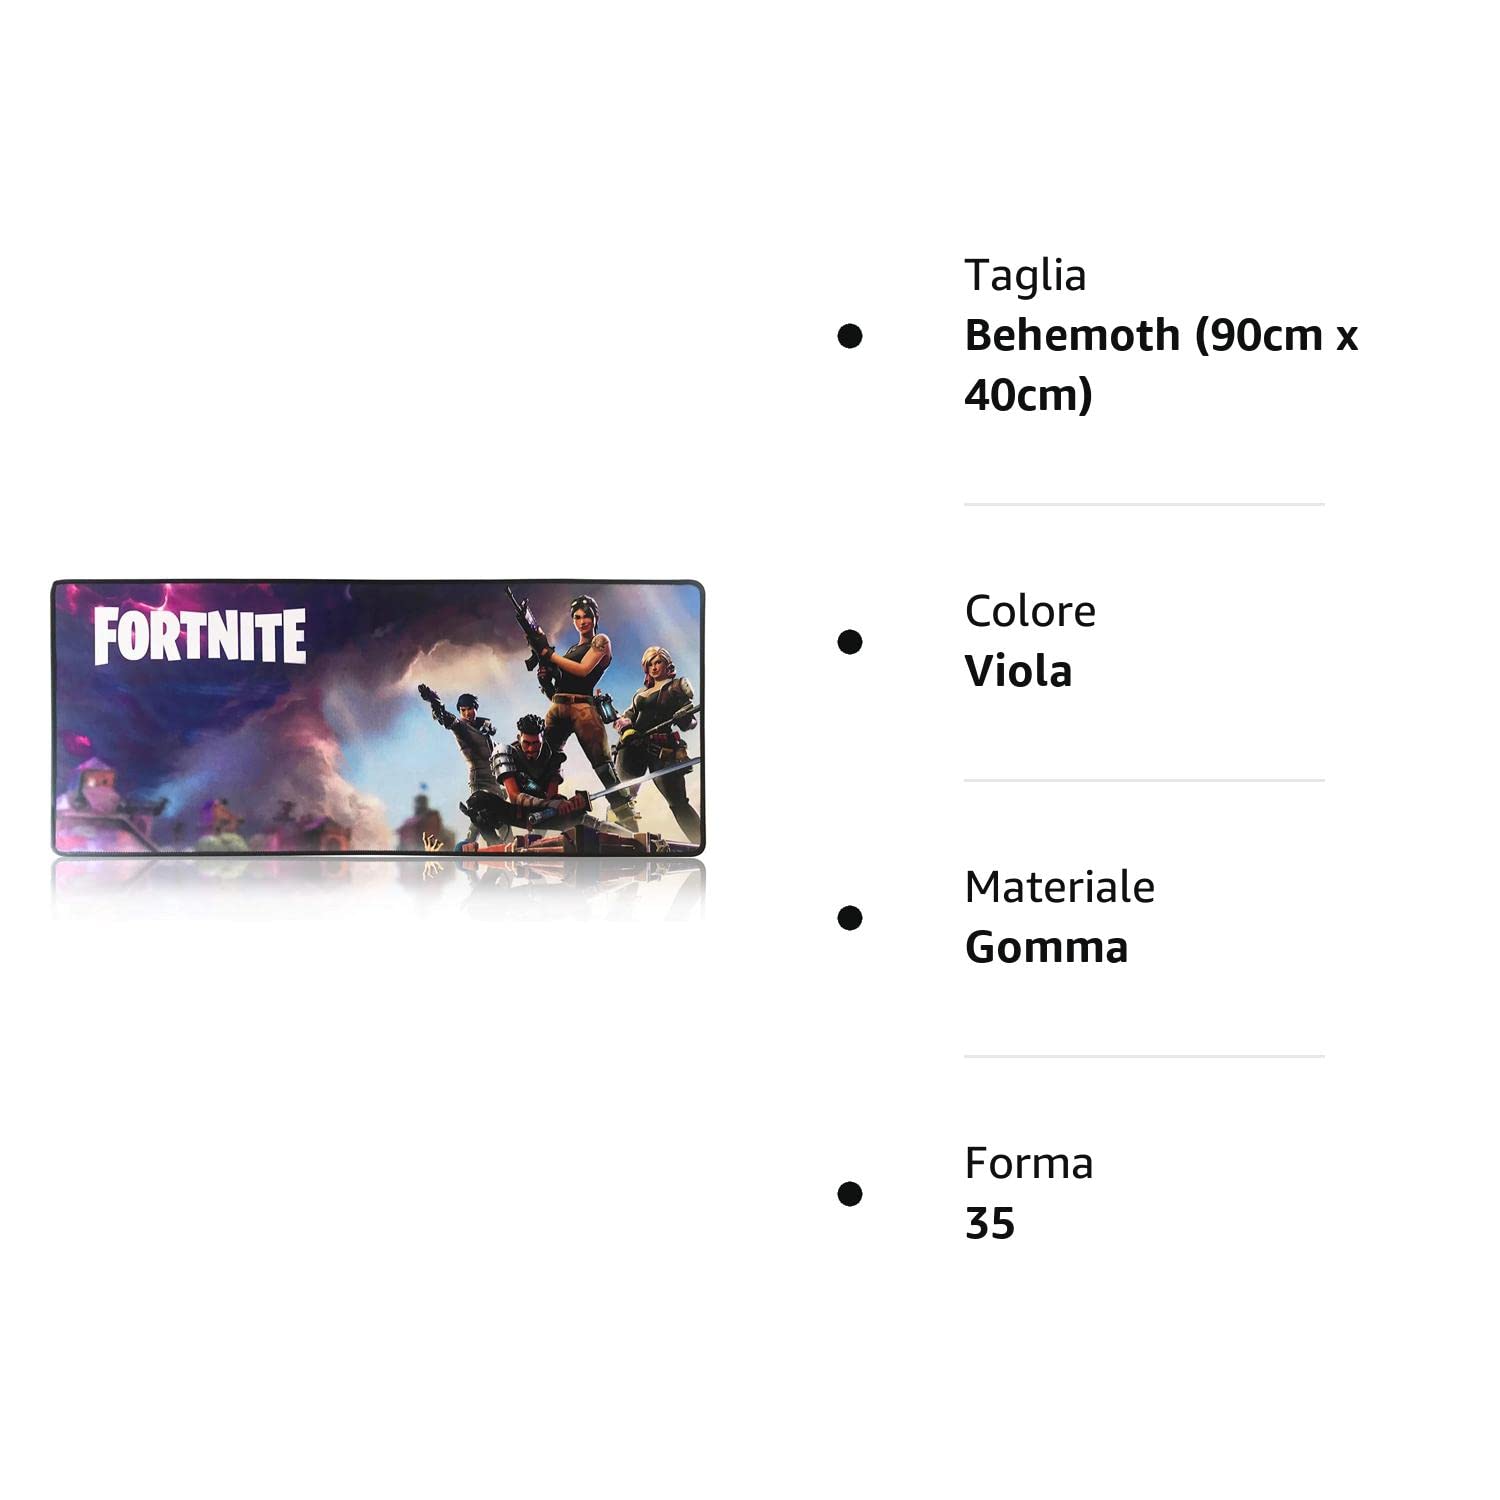 FORTNITE
Taglia
Behemoth (90cm x
40cm)
Colore
Viola
Materiale
Gomma
Forma
35